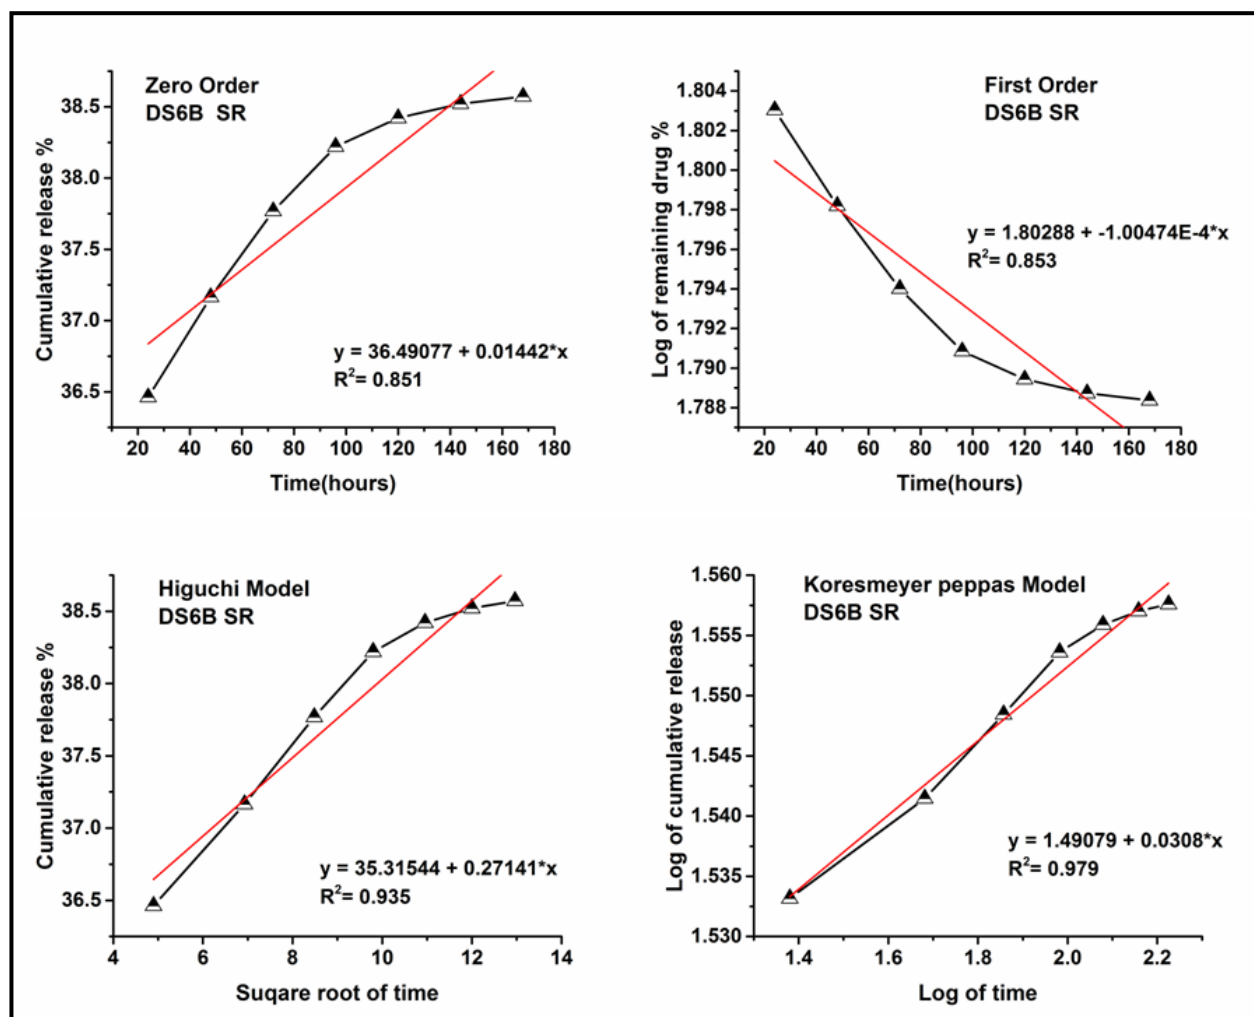 Zero Order
DS6B SR
Cumulative release %
38.5
38.0
37.5
37.0
36.5
y = 36.49077 + 0.01442*x
R2= 0.851
20 40 60 80 100 120 140 160 180
Time(hours)
First Order
DS6B SR
Log of remaining drug %
1.804
1.802
1.800
1.798
1.796
1.794
1.792
1.790
1.788
y = 1.80288 + -1.00474E-4*x
R2= 0.853
20 40 60 80 100 120 140 160 180
Time(hours)
Higuchi Model
DS6B SR
Cumulative release %
38.5
38.0
37.5
37.0
36.5
y = 35.31544 + 0.27141*x
R2= 0.935
4 6 8 10 12 14
Suqare root of time
Koresmeyer peppas Model
DS6B SR
Log of cumulative release
1.560
1.555
1.550
1.545
1.540
1.535
1.530
y = 1.49079 + 0.0308*x
R2= 0.979
1.4 1.6 1.8 2.0 2.2
Log of time